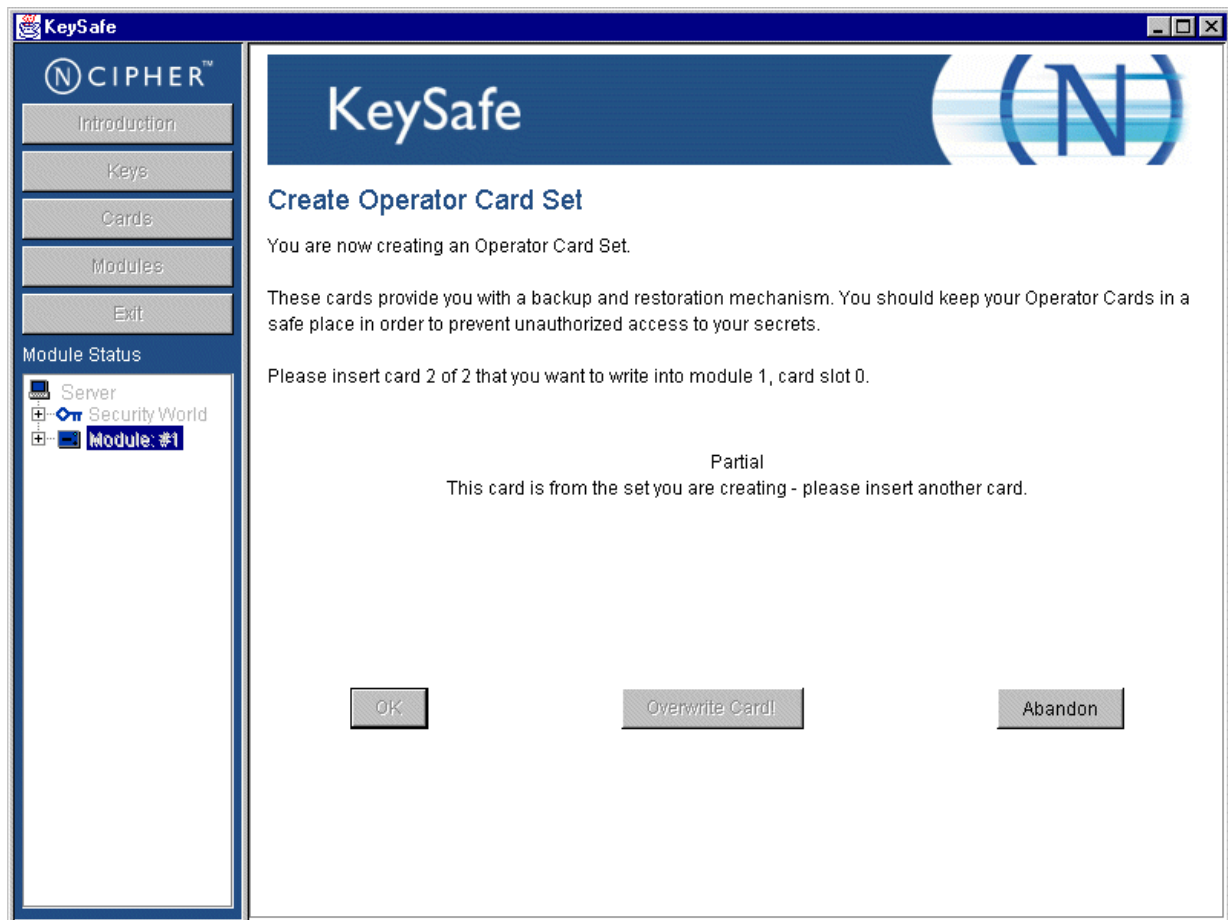 KeySafe
N CIPHER™
Introduction
Keys
Cards
Modules
Exit
Module Status
Server
Security World
Module: #1
KeySafe
(N)
Create Operator Card Set
You are now creating an Operator Card Set.
These cards provide you with a backup and restoration mechanism. You should keep your Operator Cards in a
safe place in order to prevent unauthorized access to your secrets.
Please insert card 2 of 2 that you want to write into module 1, card slot 0.
Partial
This card is from the set you are creating - please insert another card.
OK
Overwrite Card!
Abandon